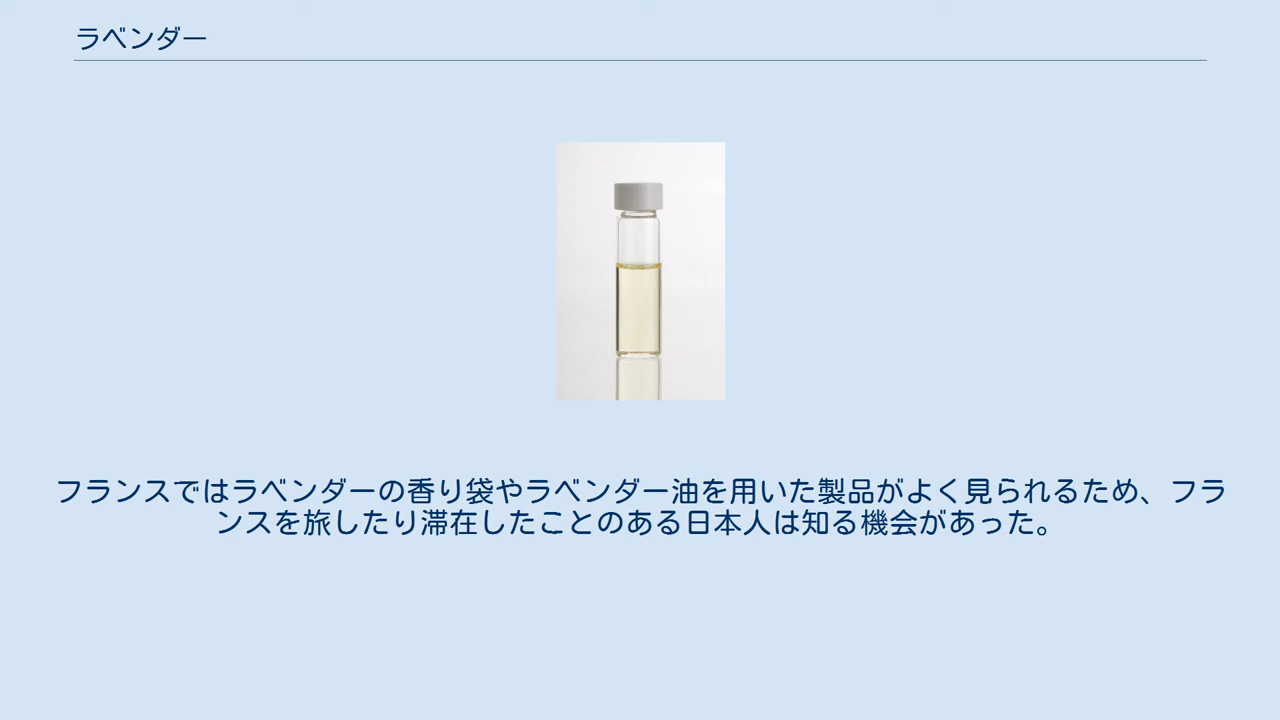 ラベンダー
フランスではラベンダーの香り袋やラベンダー油を用いた製品がよく見られるため、フラ
ンスを旅したり滞在したことのある日本人は知る機会があった。